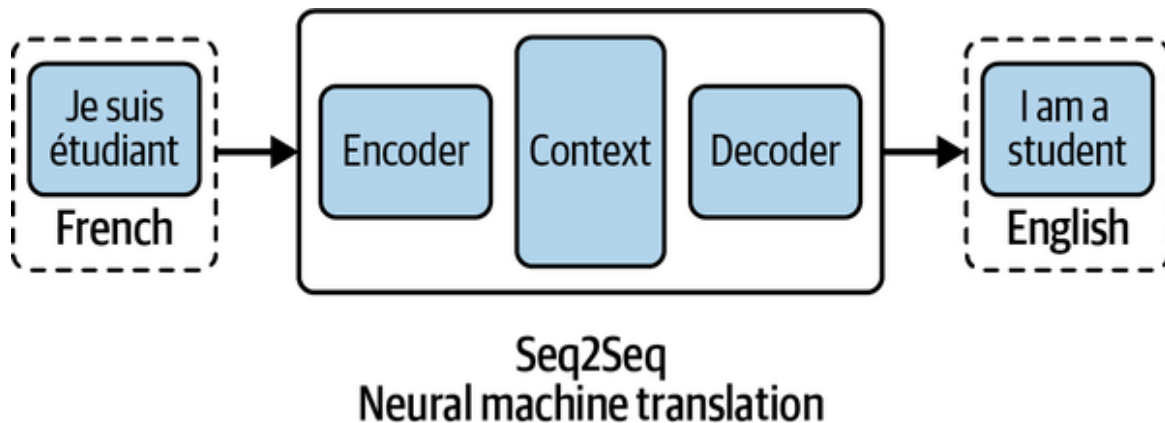 Je suis
étudiant
French
Encoder
Context
Decoder
I am a
student
English
Seq2Seq
Neural machine translation